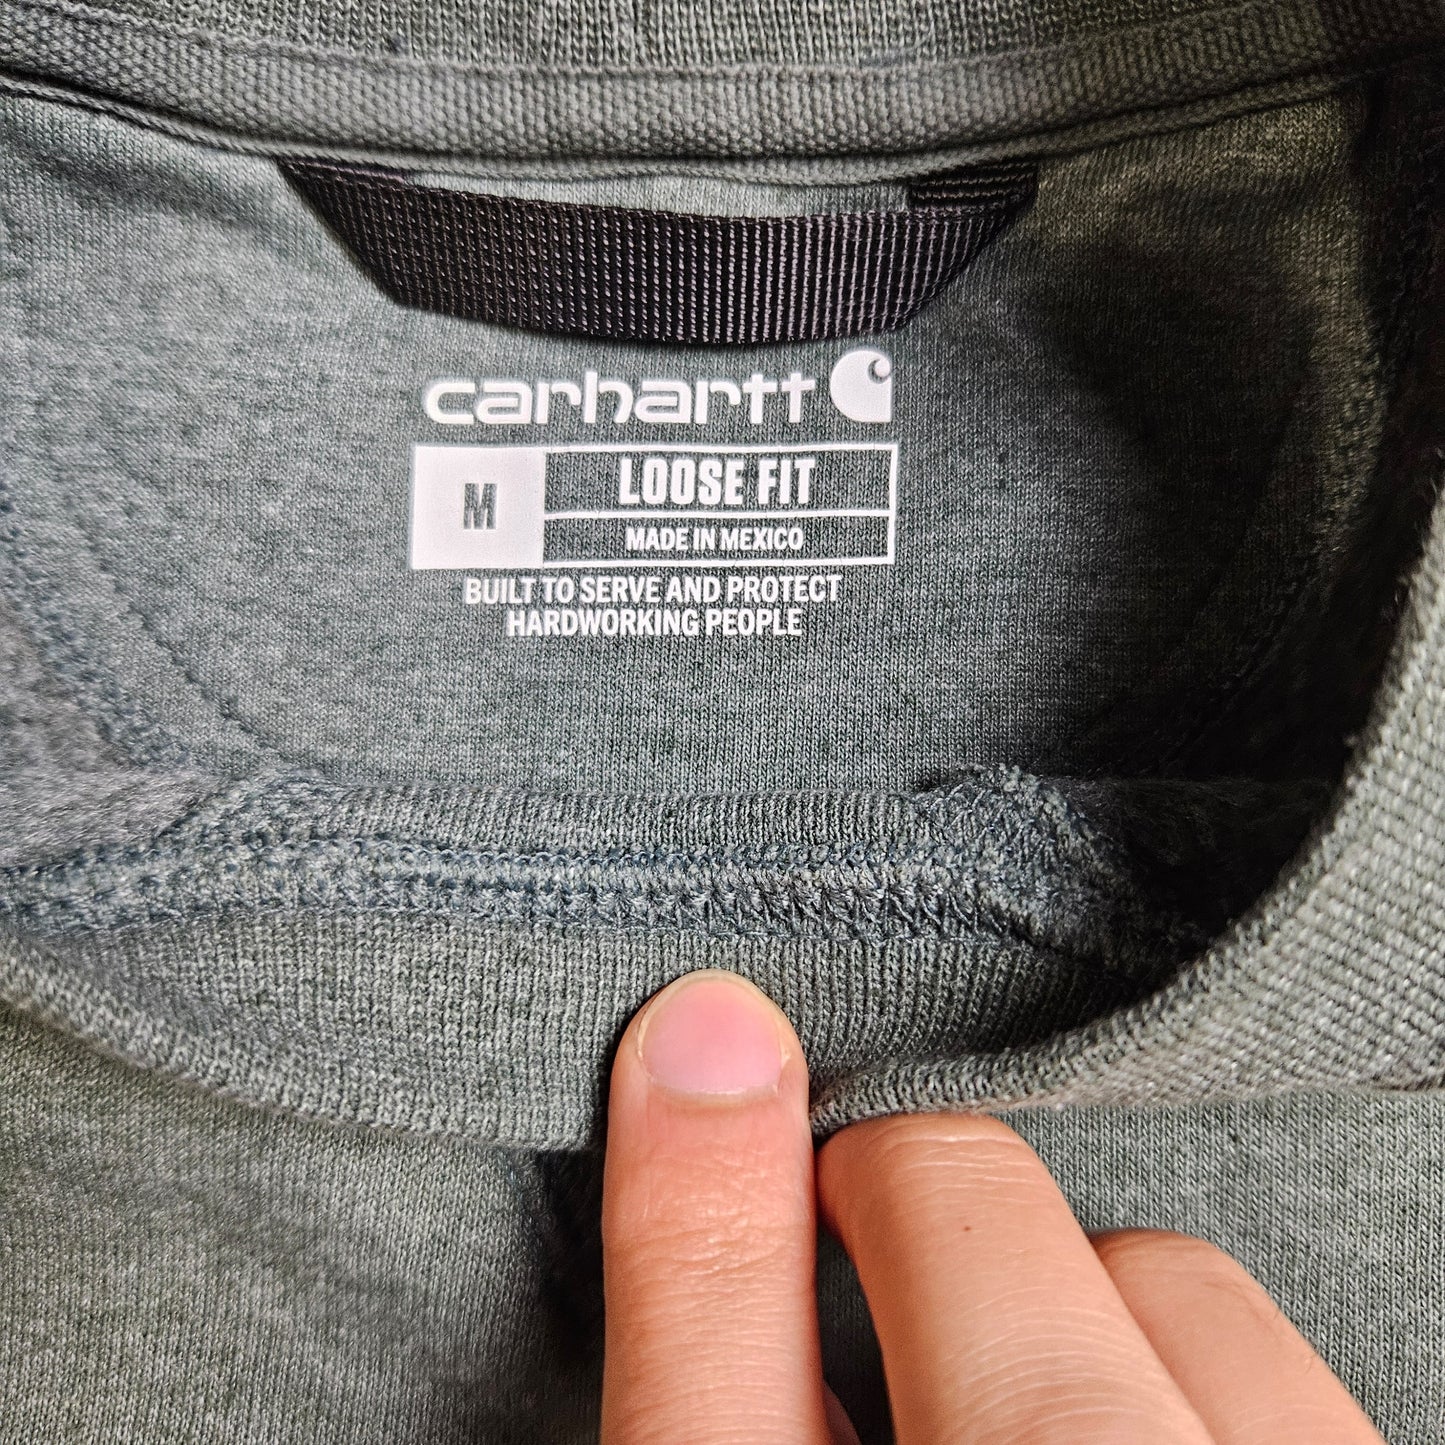 carhartt
M
LOOSE FIT
MADE IN MEXICO
BUILT TO SERVE AND PROTECT
HARDWORKING PEOPLE